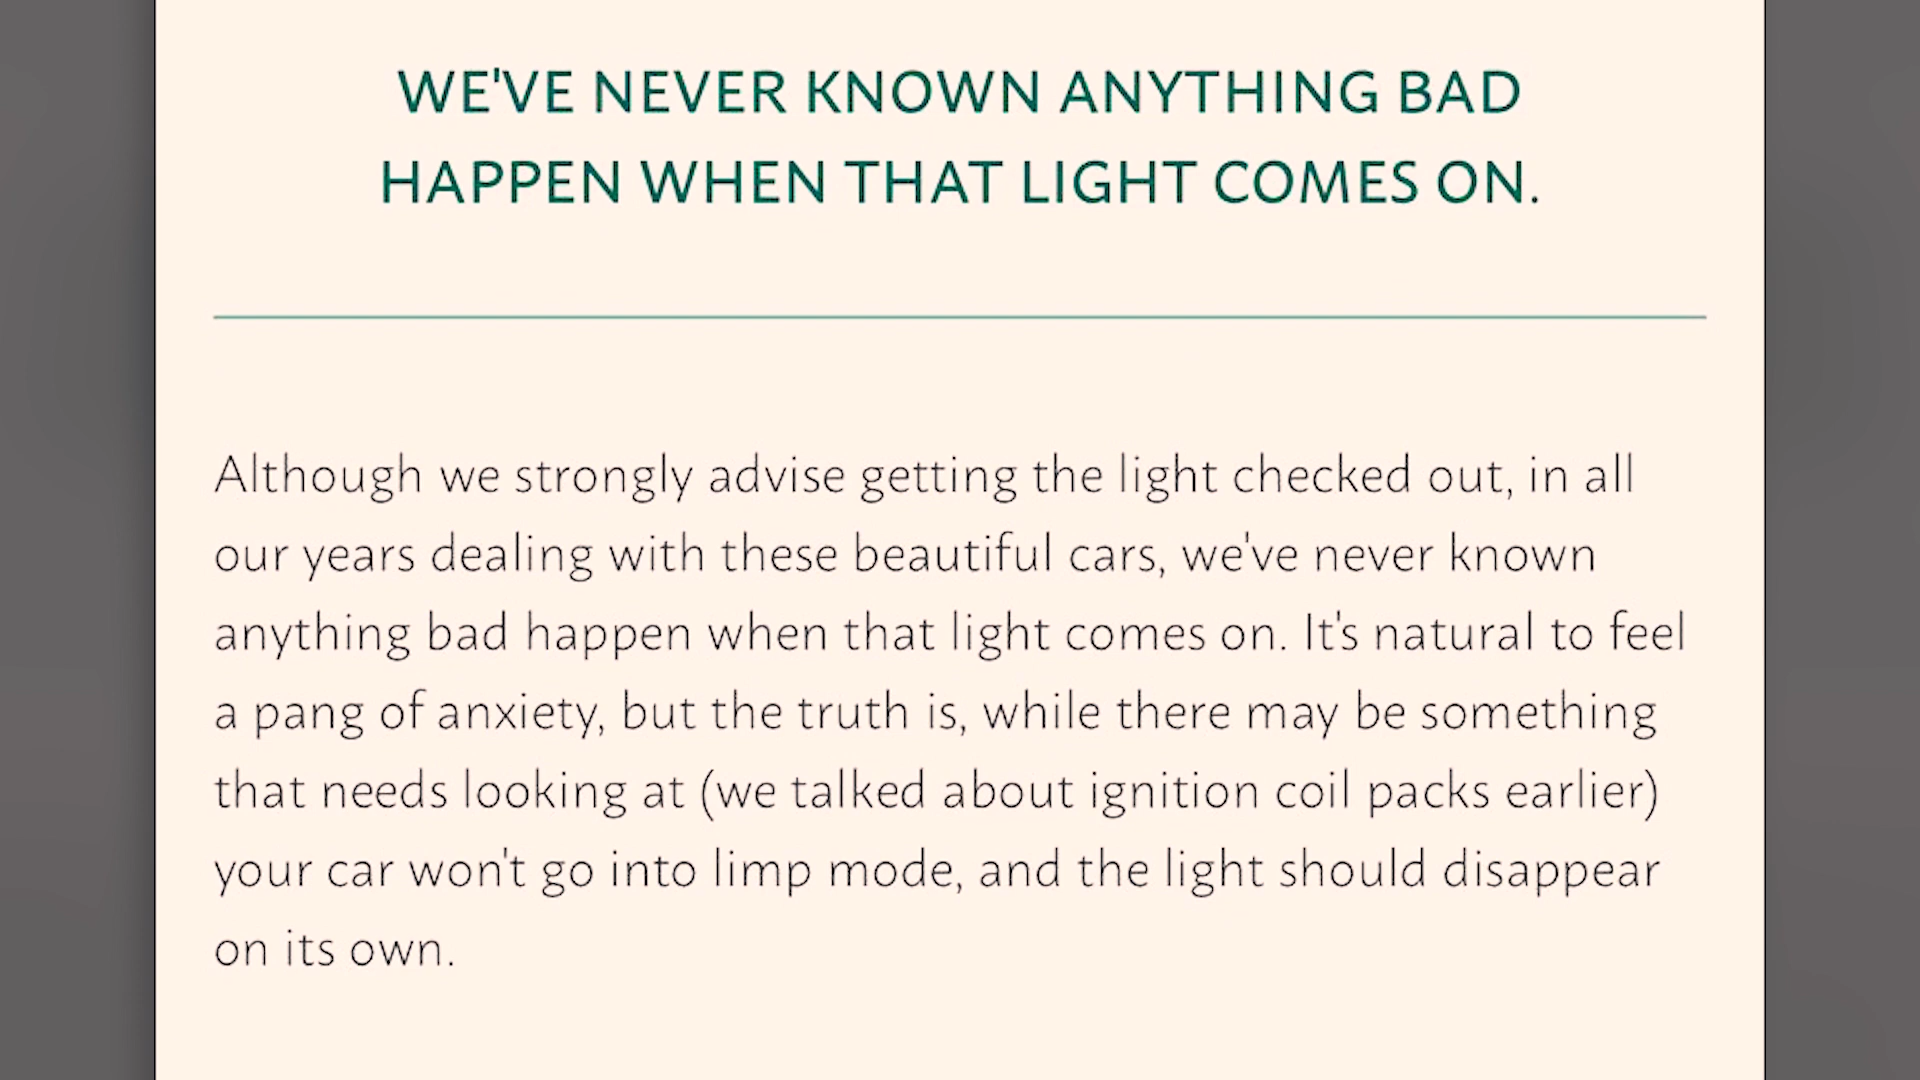 WE'VE NEVER KNOWN ANYTHING BAD
HAPPEN WHEN THAT LIGHT COMES ON.
Although we strongly advise getting the light checked out, in all
our years dealing with these beautiful cars, we've never known
anything bad happen when that light comes on. It's natural to feel
a pang of anxiety, but the truth is, while there may be something
that needs looking at (we talked about ignition coil packs earlier)
your car won't go into limp mode, and the light should disappear
on its own.